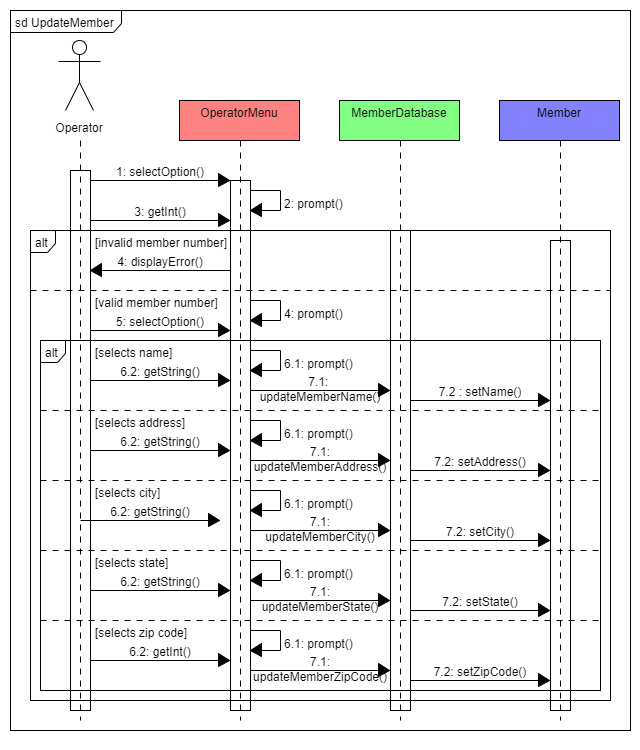 sd UpdateMember
Operator
OperatorMenu
MemberDatabase
Member
1: selectOption()
2: prompt()
3: getInt()
alt
[invalid member number]
4: displayError()
[valid member number]
4: prompt()
5: selectOption()
alt
[selects name]
6.1: prompt()
6.2: getString()
7.1:
updateMemberName()
7.2 : setName()
[selects address]
6.1: prompt()
6.2: getString()
7.1:
updateMemberAddress()
7.2: setAddress()
[selects city]
6.1: prompt()
6.2: getString()
7.1:
updateMemberCity()
7.2: setCity()
[selects state]
6.1: prompt()
6.2: getString()
7.1:
updateMemberState()
7.2: setState()
[selects zip code]
6.1: prompt()
6.2: getInt()
7.1:
updateMemberZipCode()
7.2: setZipCode()